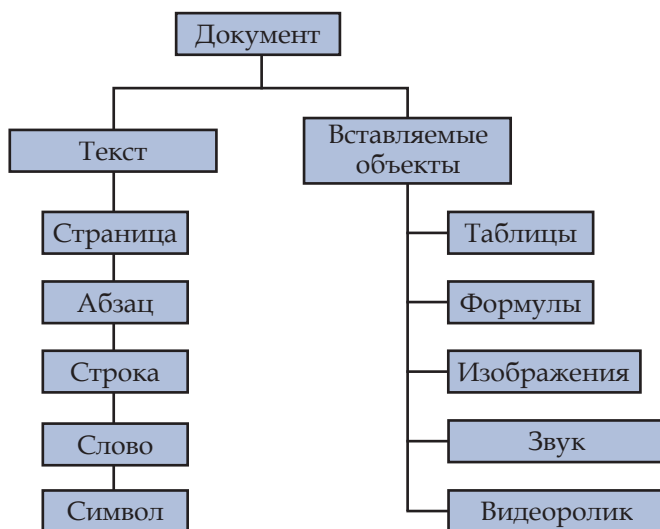 Документ
Текст
Страница
Абзац
Строка
Слово
Символ
Вставляемые
объекты
Таблицы
Формулы
Изображения
Звук
Видеоролик